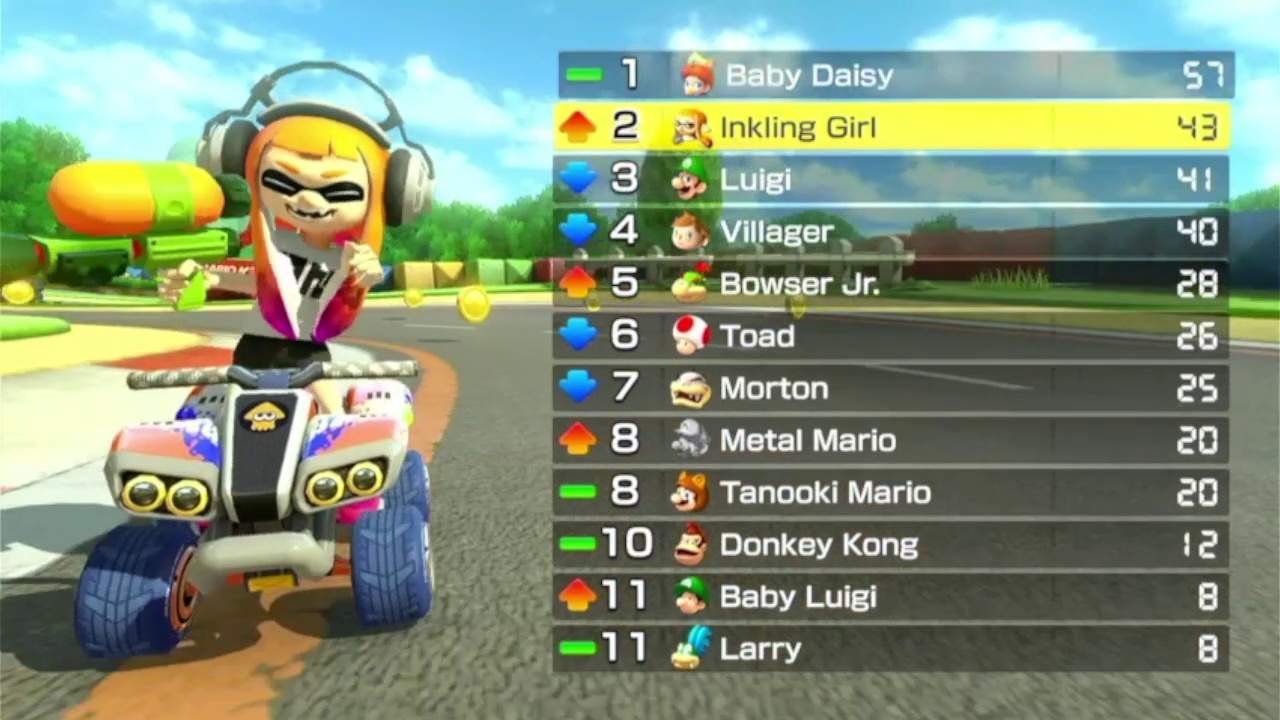 1 Baby Daisy 57
2 Inkling Girl 43
3 Luigi 41
4 Villager 40
5 Bowser Jr. 28
6 Toad 26
7 Morton 25
8 Metal Mario 20
8 Tanooki Mario 20
10 Donkey Kong 12
11 Baby Luigi 8
11 Larry 8